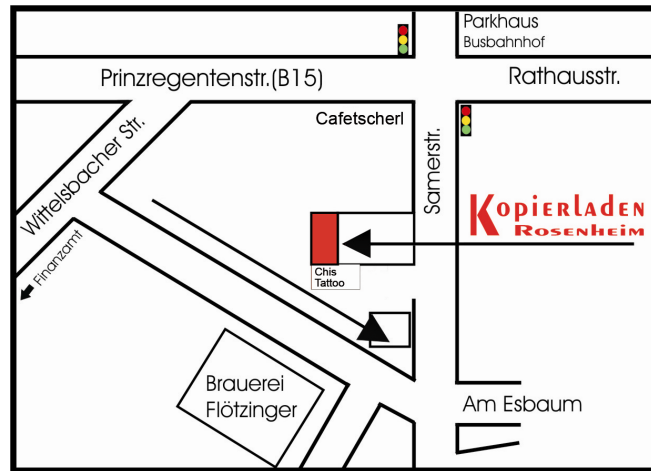 Parkhaus
Busbahnhof
Prinzregentenstr.(B15)
Rathausstr.
Cafetscherl
Wittelsbacher Str.
Samerstr.
Kopierladen
Rosenheim
Finanzamt
Chis
Tattoo
Brauerei
Flötzinger
Am Esbaum